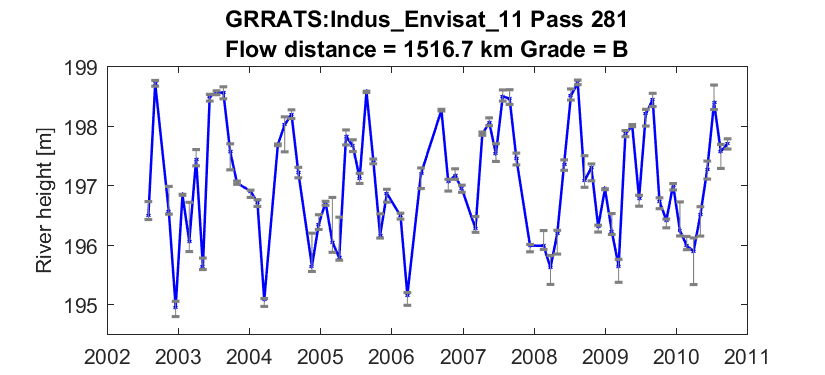 GRRATS:Indus_Envisat_11 Pass 281
Flow distance = 1516.7 km Grade = B
River height [m]
199
198
197
196
195
2002 2003 2004 2005 2006 2007 2008 2009 2010 2011